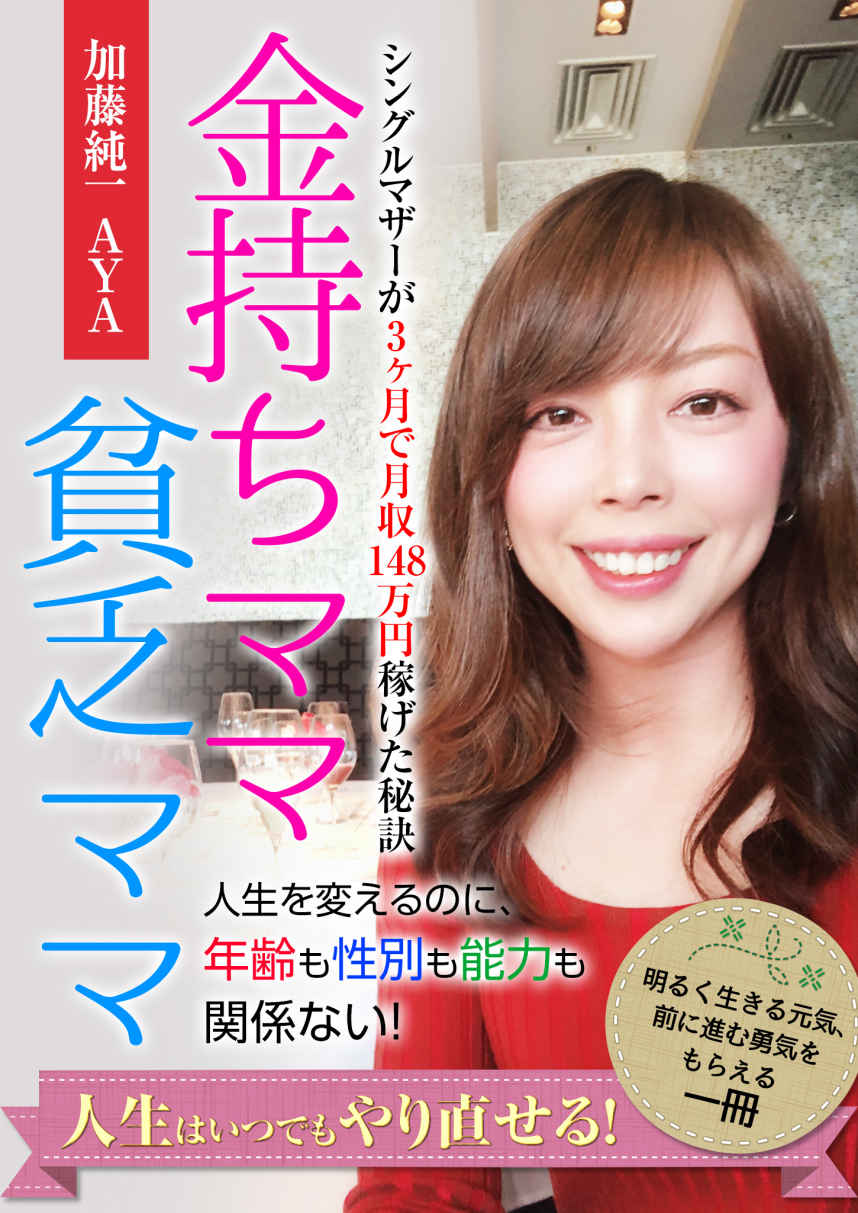 シングルマザーが3ヶ月で月収148万円稼げた秘訣
金持ちママ
貧乏ママ
加藤純一 AYA
人生を変えるのに、
年齢も性別も能力も
関係ない!
明るく生きる元気、
前に進む勇気を
もらえる
一冊
人生はいつでもやり直せる!